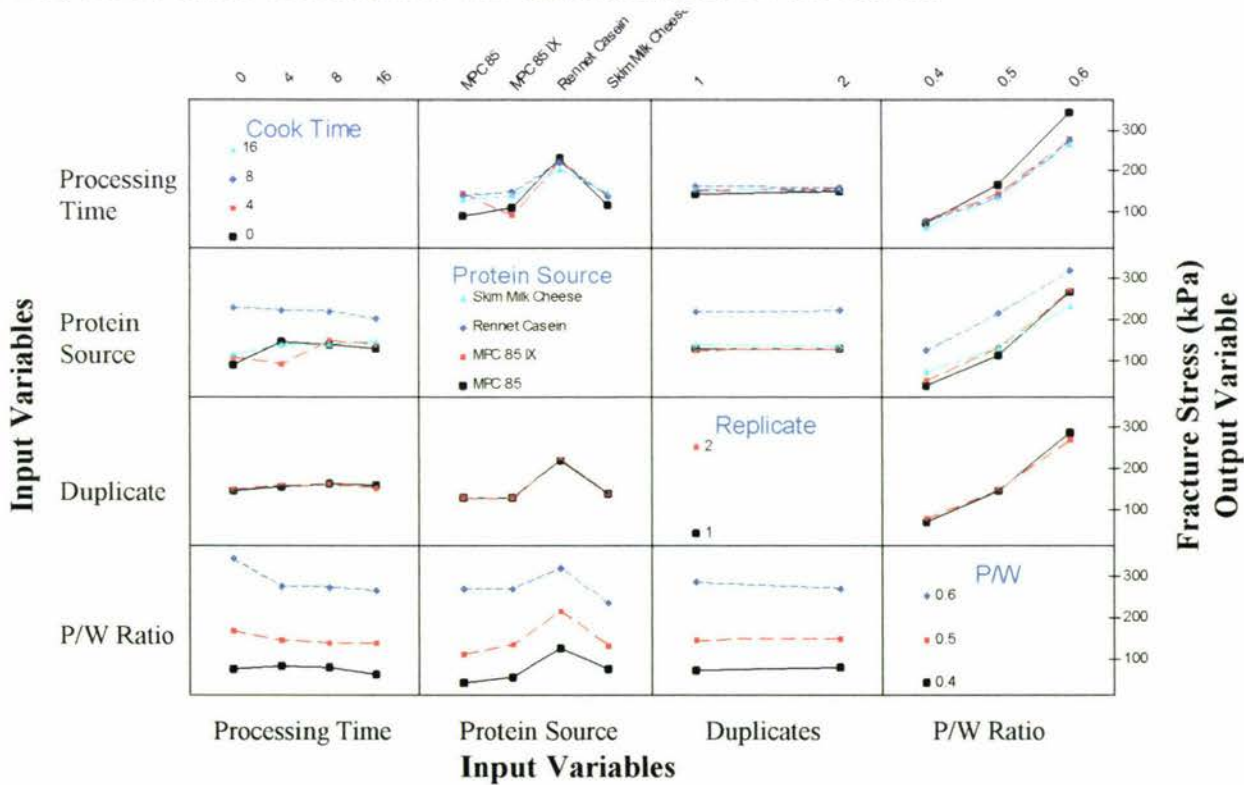 0 4 8 16
MPC 85
MPC 85 IX
Rennet Casein
Skim Milk Cheese
1 2
0.4 0.5 0.6
Input Variables
Processing
Time
Cook Time
16
8
4
0
300
200
100
Protein
Source
Protein Source
Skim Milk Cheese
Rennet Casein
MPC 85 IX
MPC 85
300
200
100
Duplicate
Replicate
2
1
300
200
100
P/W Ratio
P/W
0.6
0.5
0.4
300
200
100
Fracture Stress (kPa)
Output Variable
Processing Time
Protein Source
Duplicates
P/W Ratio
Input Variables